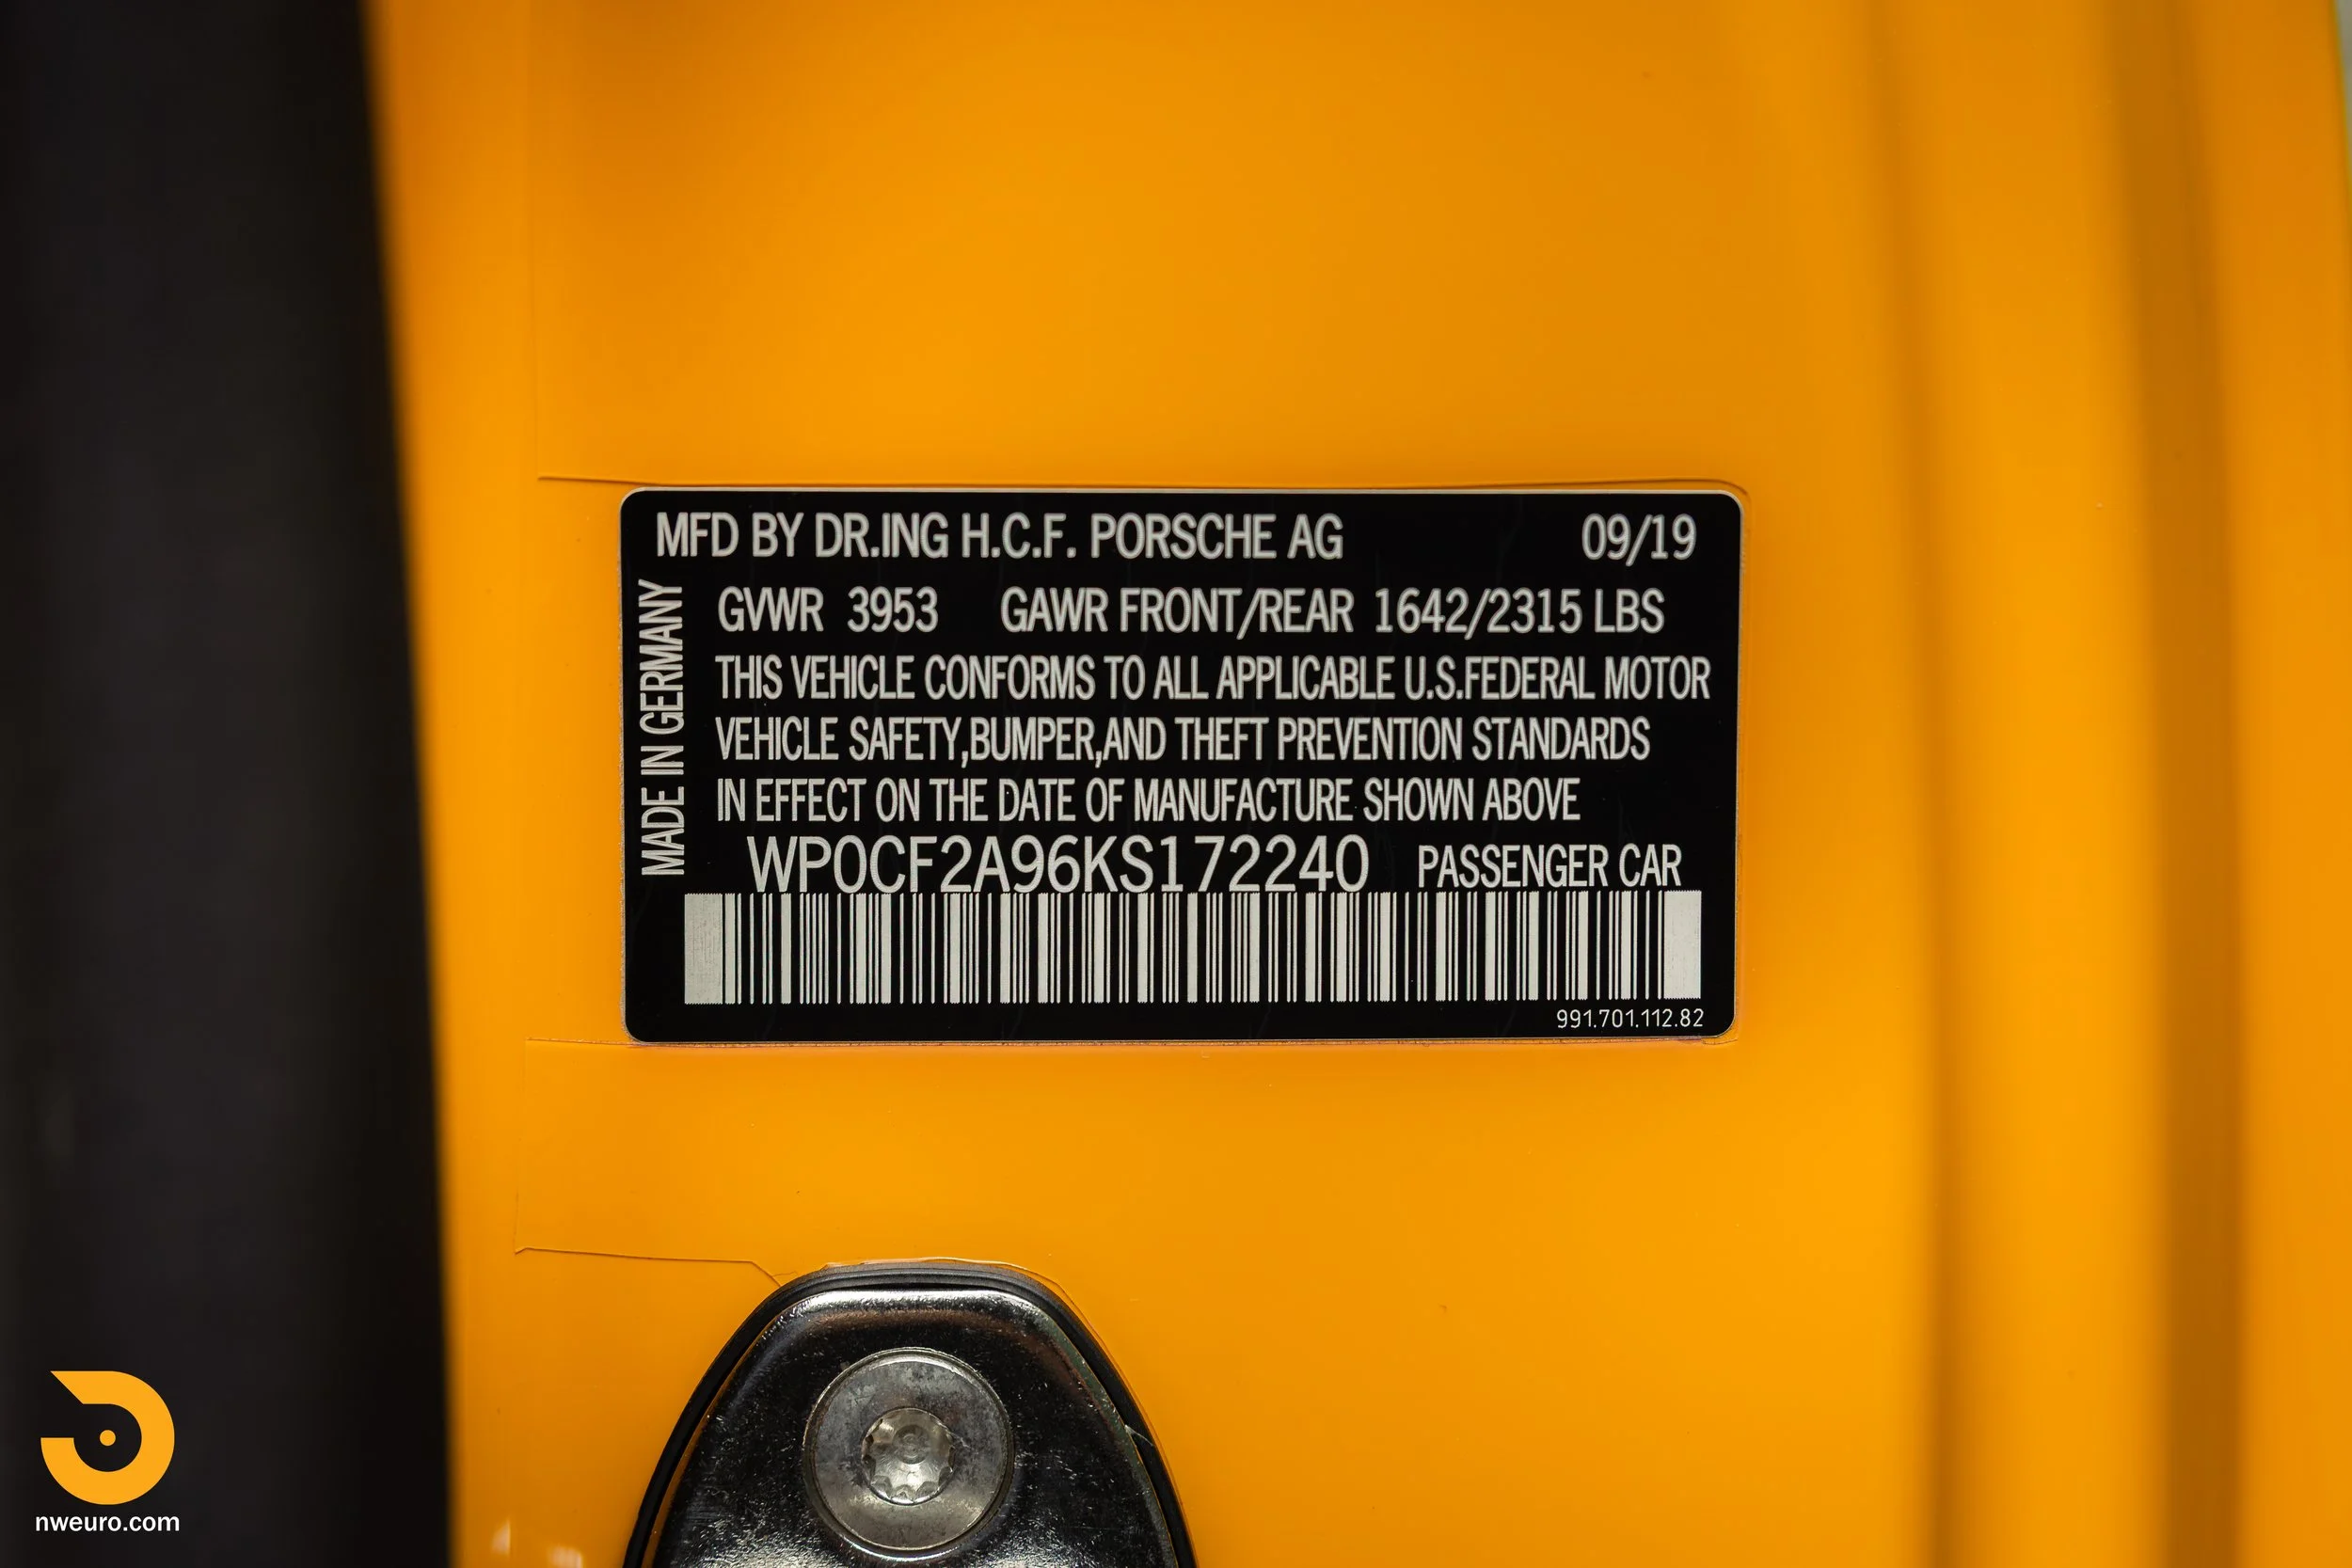 MFD BY DR.ING H.C.F. PORSCHE AG 09/19
MADE IN GERMANY
GVWR 3953 GAWR FRONT/REAR 1642/2315 LBS
THIS VEHICLE CONFORMS TO ALL APPLICABLE U.S.FEDERAL MOTOR
VEHICLE SAFETY,BUMPER,AND THEFT PREVENTION STANDARDS
IN EFFECT ON THE DATE OF MANUFACTURE SHOWN ABOVE
WP0CF2A96KS172240 PASSENGER CAR
991.701.112.82
nweuro.com